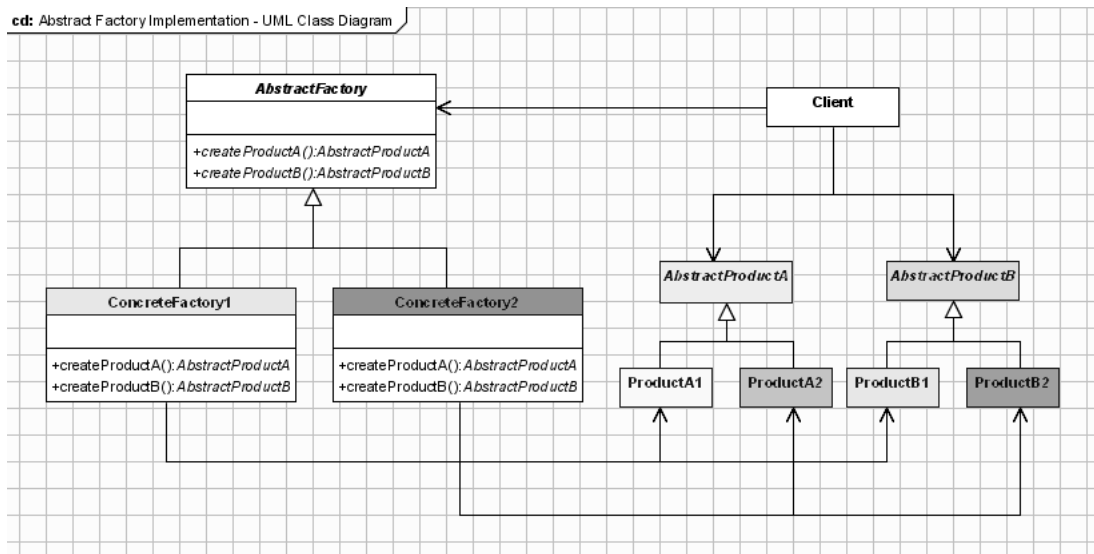 cd: Abstract Factory Implementation - UML Class Diagram
AbstractFactory
+createProductA():AbstractProductA
+createProductB():AbstractProductB
Client
AbstractProductA
AbstractProductB
ConcreteFactory1
+createProductA():AbstractProductA
+createProductB():AbstractProductB
ConcreteFactory2
+createProductA():AbstractProductA
+createProductB():AbstractProductB
ProductA1
ProductA2
ProductB1
ProductB2